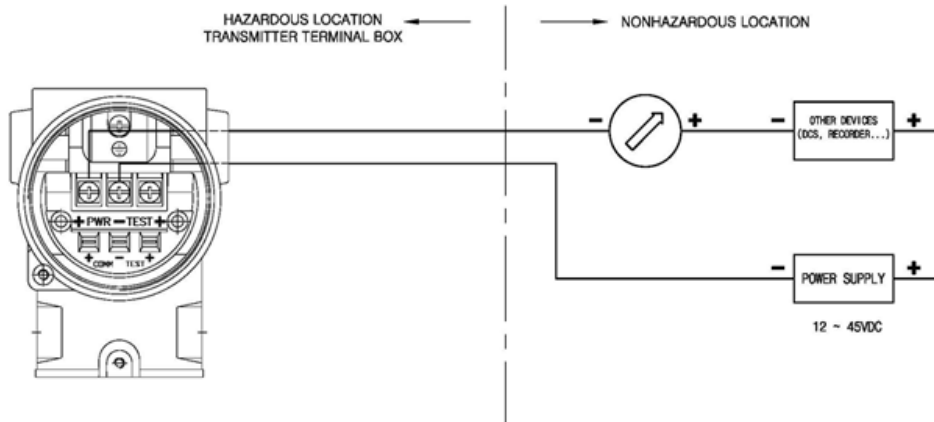 HAZARDOUS LOCATION
TRANSMITTER TERMINAL BOX
NONHAZARDOUS LOCATION
- +
- OTHER DEVICES +
(DCS, RECORDER...)
+ PWR - TEST +
+ - +
COMM TEST
- POWER SUPPLY +
12 ~ 45VDC